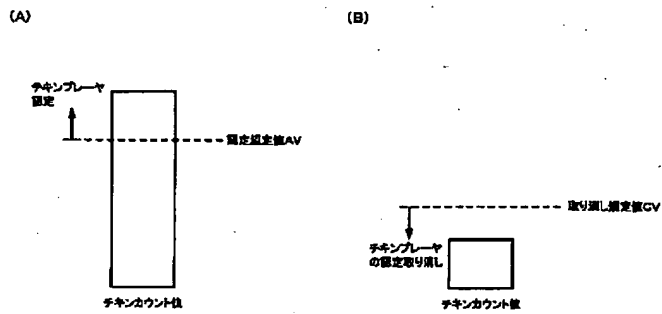 (A)
チキンプレーヤ
認定
認定規定値AV
チキンカウント値
(B)
取り消し規定値CV
チキンプレーヤ
の認定取り消し
チキンカウント値